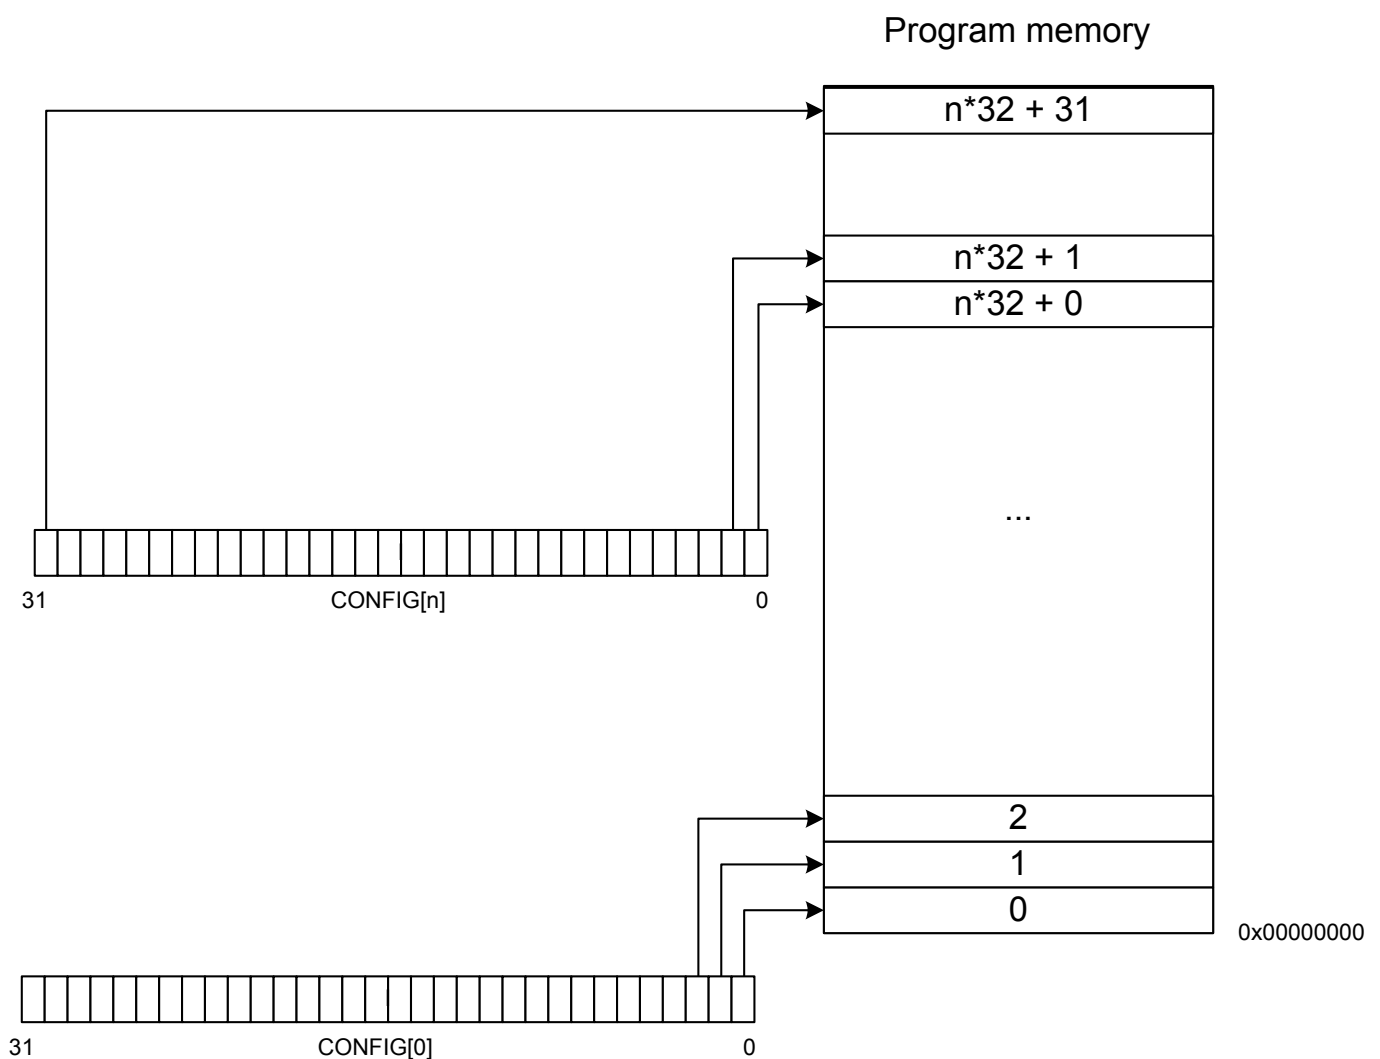 Program memory
n*32 + 31
n*32 + 1
n*32 + 0
...
31 CONFIG[n] 0
2
1
0
0x00000000
31 CONFIG[0] 0